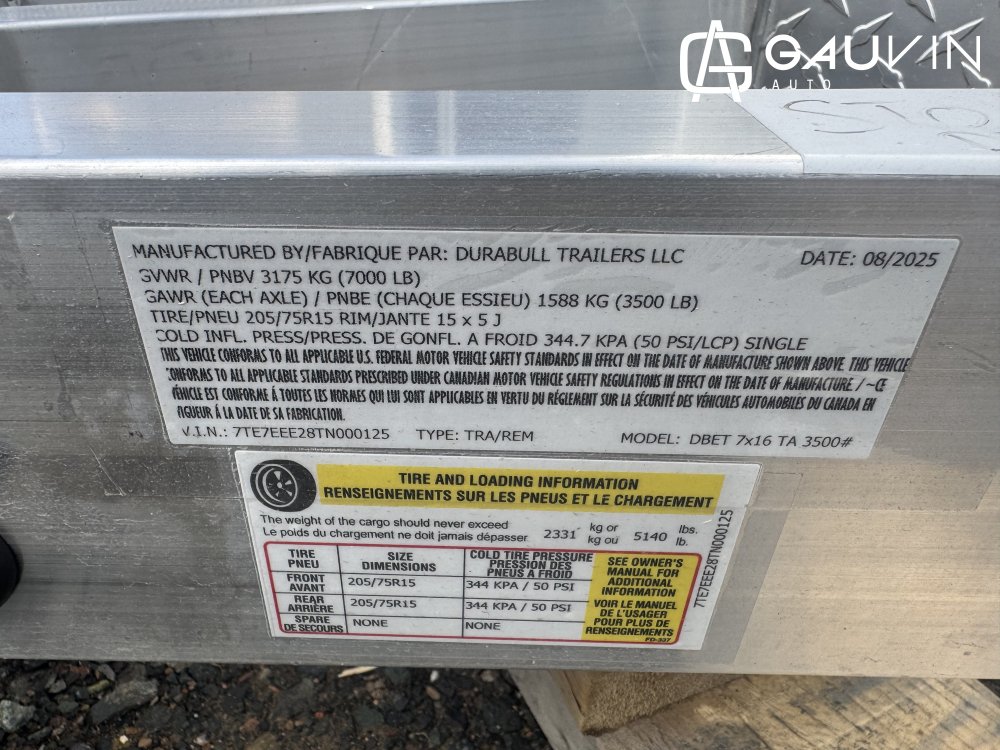 GAUVIN
AUTO
STO
MANUFACTURED BY/FABRIQUE PAR: DURABULL TRAILERS LLC DATE: 08/2025
GVWR / PNBV 3175 KG (7000 LB)
GAWR (EACH AXLE) / PNBE (CHAQUE ESSIEU) 1588 KG (3500 LB)
TIRE/PNEU 205/75R15 RIM/JANTE 15 x 5 J
COLD INFL. PRESS/PRESS. DE GONFL. A FROID 344.7 KPA (50 PSI/LCP) SINGLE
THIS VEHICLE CONFORMS TO ALL APPLICABLE U.S. FEDERAL MOTOR VEHICLE SAFETY STANDARDS IN EFFECT ON THE DATE OF MANUFACTURE SHOWN ABOVE. THIS VEHICLE
CONFORMS TO ALL APPLICABLE STANDARDS PRESCRIBED UNDER CANADIAN MOTOR VEHICLE SAFETY REGULATIONS IN EFFECT ON THE DATE OF MANUFACTURE. / ~CE
VÉHICLE EST CONFORME Á TOUTES LES NORMES QUI LUI SONT APPLICABLES EN VERTU DU RÉGLEMENT SUR LA SÉCURITÉ DES VÉHICULES AUTOMOBILES DU CANADA EN
VIGUEUR Á LA DATE DE SA FABRICATION.
V.I.N.: 7TE7EEE28TN000125 TYPE: TRA/REM MODEL: DBET 7x16 TA 3500#
TIRE AND LOADING INFORMATION
RENSEIGNEMENTS SUR LES PNEUS ET LE CHARGEMENT
The weight of the cargo should never exceed
Le poids du chargement ne doit jamais dépasser
2331 kg or 5140 lbs.
kg ou lb.
TIRE SIZE COLD TIRE PRESSURE
PNEU DIMENSIONS PRESSION DES
PNEUS A FROID
FRONT 205/75R15 344 KPA / 50 PSI
AVANT
REAR 205/75R15 344 KPA / 50 PSI
ARRIÈRE
SPARE NONE NONE
DE SECOURS
SEE OWNER'S
MANUAL FOR
ADDITIONAL
INFORMATION
VOIR LE MANUEL
DE L'USAGER
POUR PLUS DE
RENSEIGNEMENTS
PD-337
7TE7EEE28TN000125